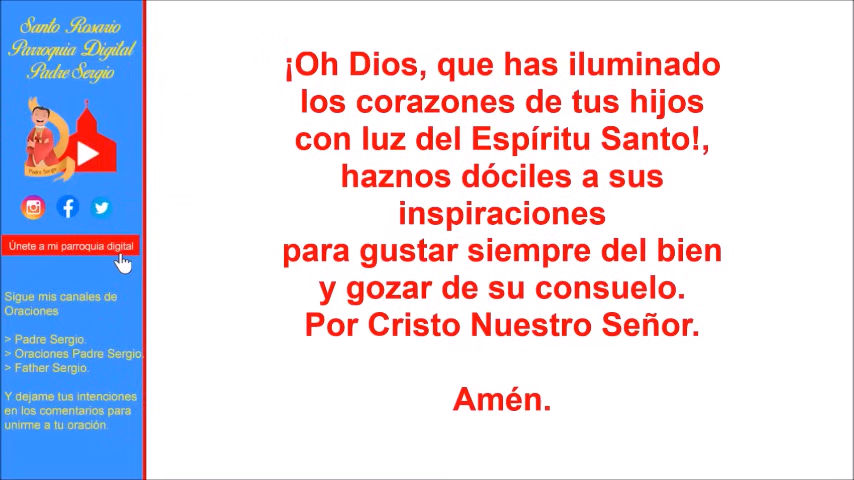 Santo Rosario
Parroquia Digital
Padre Sergio
Padre Sergio
Únete a mi parroquia digital
Sigue mis canales de
Oraciones
> Padre Sergio.
> Oraciones Padre Sergio.
> Father Sergio.
Y dejame tus intenciones
en los comentarios para
unirme a tu oración.
¡Oh Dios, que has iluminado
los corazones de tus hijos
con luz del Espíritu Santo!,
haznos dóciles a sus
inspiraciones
para gustar siempre del bien
y gozar de su consuelo.
Por Cristo Nuestro Señor.
Amén.